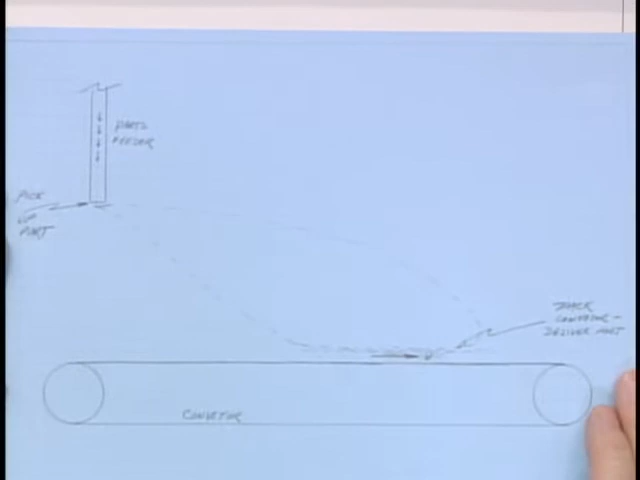 PARTS
FEEDER
PICK
UP
PART
TRACK
CONVEYOR-
DELIVER PART
CONVEYOR